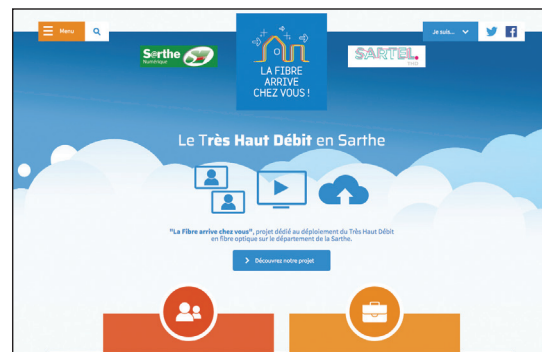 Menu
Je suis...
Sarthe
Numérique
SARTEL
THD
LA FIBRE
ARRIVE
CHEZ VOUS !
Le Très Haut Débit en Sarthe
"La Fibre arrive chez vous", projet dédié au déploiement du Très Haut Débit
en fibre optique sur le département de la Sarthe.
Découvrez notre projet